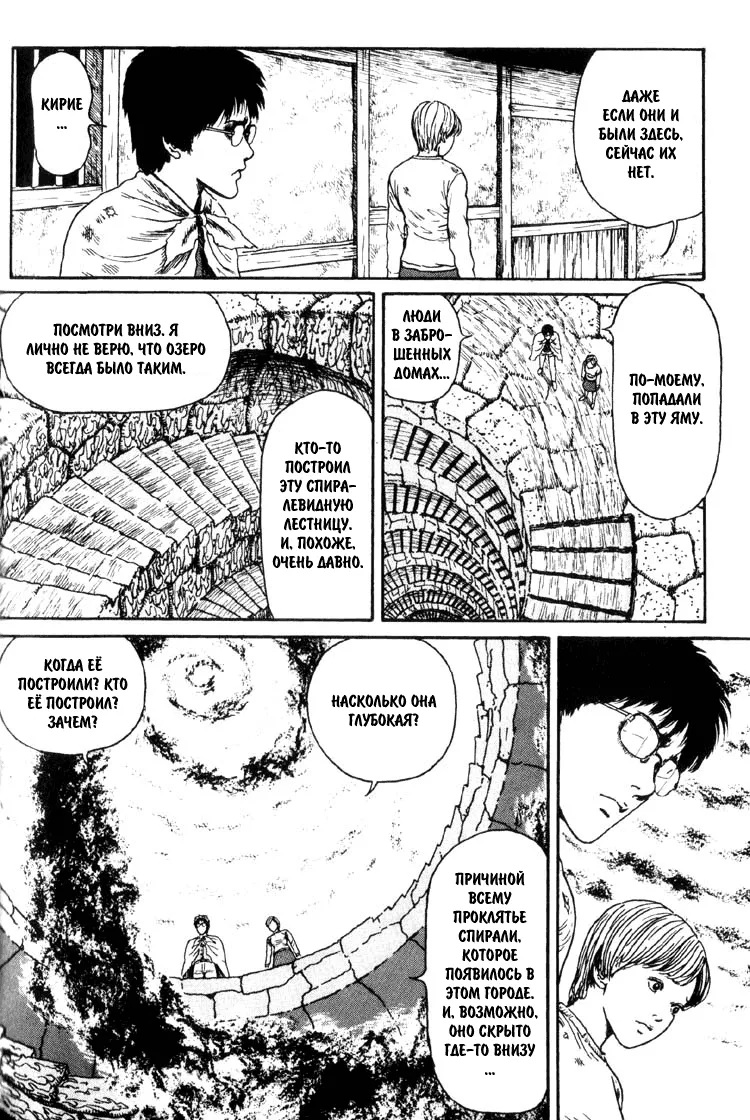 КИРИЕ
...
ДАЖЕ
ЕСЛИ ОНИ И
БЫЛИ ЗДЕСЬ,
СЕЙЧАС ИХ
НЕТ.
ПОСМОТРИ ВНИЗ. Я
ЛИЧНО НЕ ВЕРЮ, ЧТО ОЗЕРО
ВСЕГДА БЫЛО ТАКИМ.
КТО-ТО
ПОСТРОИЛ
ЭТУ СПИРА-
ЛЕВИДНУЮ
ЛЕСТНИЦУ.
И, ПОХОЖЕ,
ОЧЕНЬ ДАВНО.
ЛЮДИ
В ЗАБРО-
ШЕННЫХ
ДОМАХ...
ПО-МОЕМУ,
ПОПАДАЛИ
В ЭТУ ЯМУ.
КОГДА ЕЁ
ПОСТРОИЛИ? КТО
ЕЁ ПОСТРОИЛ?
ЗАЧЕМ?
НАСКОЛЬКО ОНА
ГЛУБОКАЯ?
ПРИЧИНОЙ
ВСЕМУ
ПРОКЛЯТЬЕ
СПИРАЛИ,
КОТОРОЕ
ПОЯВИЛОСЬ В
ЭТОМ ГОРОДЕ.
И, ВОЗМОЖНО,
ОНО СКРЫТО
ГДЕ-ТО ВНИЗУ
...